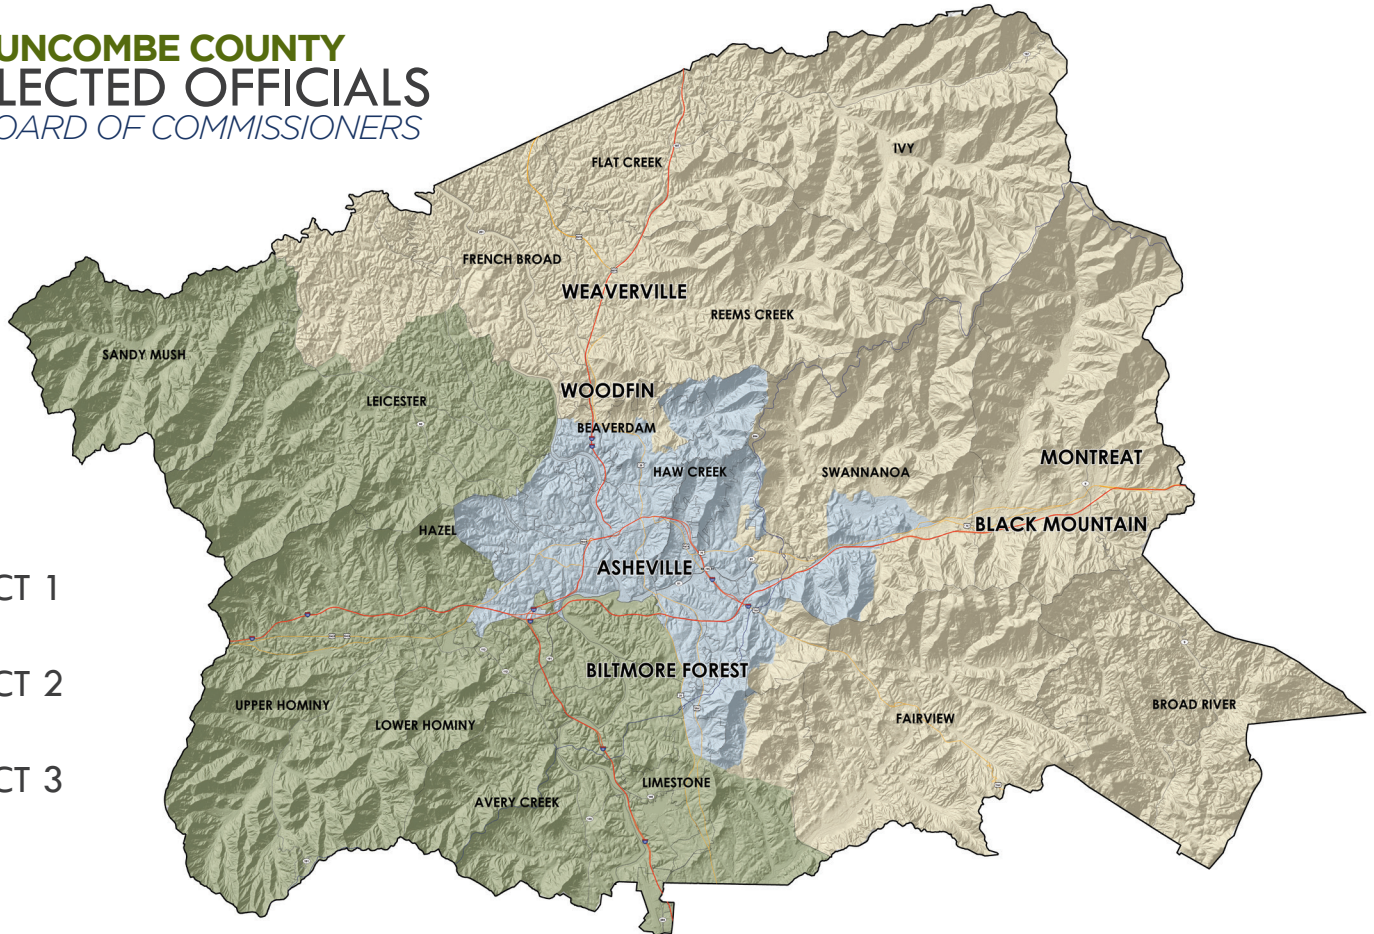 UNCOMBE COUNTY
LECTED OFFICIALS
OARD OF COMMISSIONERS
IVY
FLAT CREEK
FRENCH BROAD
WEAVERVILLE
REEMS CREEK
SANDY MUSH
WOODFIN
LEICESTER
BEAVERDAM
MONTREAT
HAW CREEK
SWANNANOA
BLACK MOUNTAIN
HAZEL
ASHEVILLE
CT 1
BILTMORE FOREST
CT 2
UPPER HOMINY
BROAD RIVER
FAIRVIEW
LOWER HOMINY
CT 3
LIMESTONE
AVERY CREEK